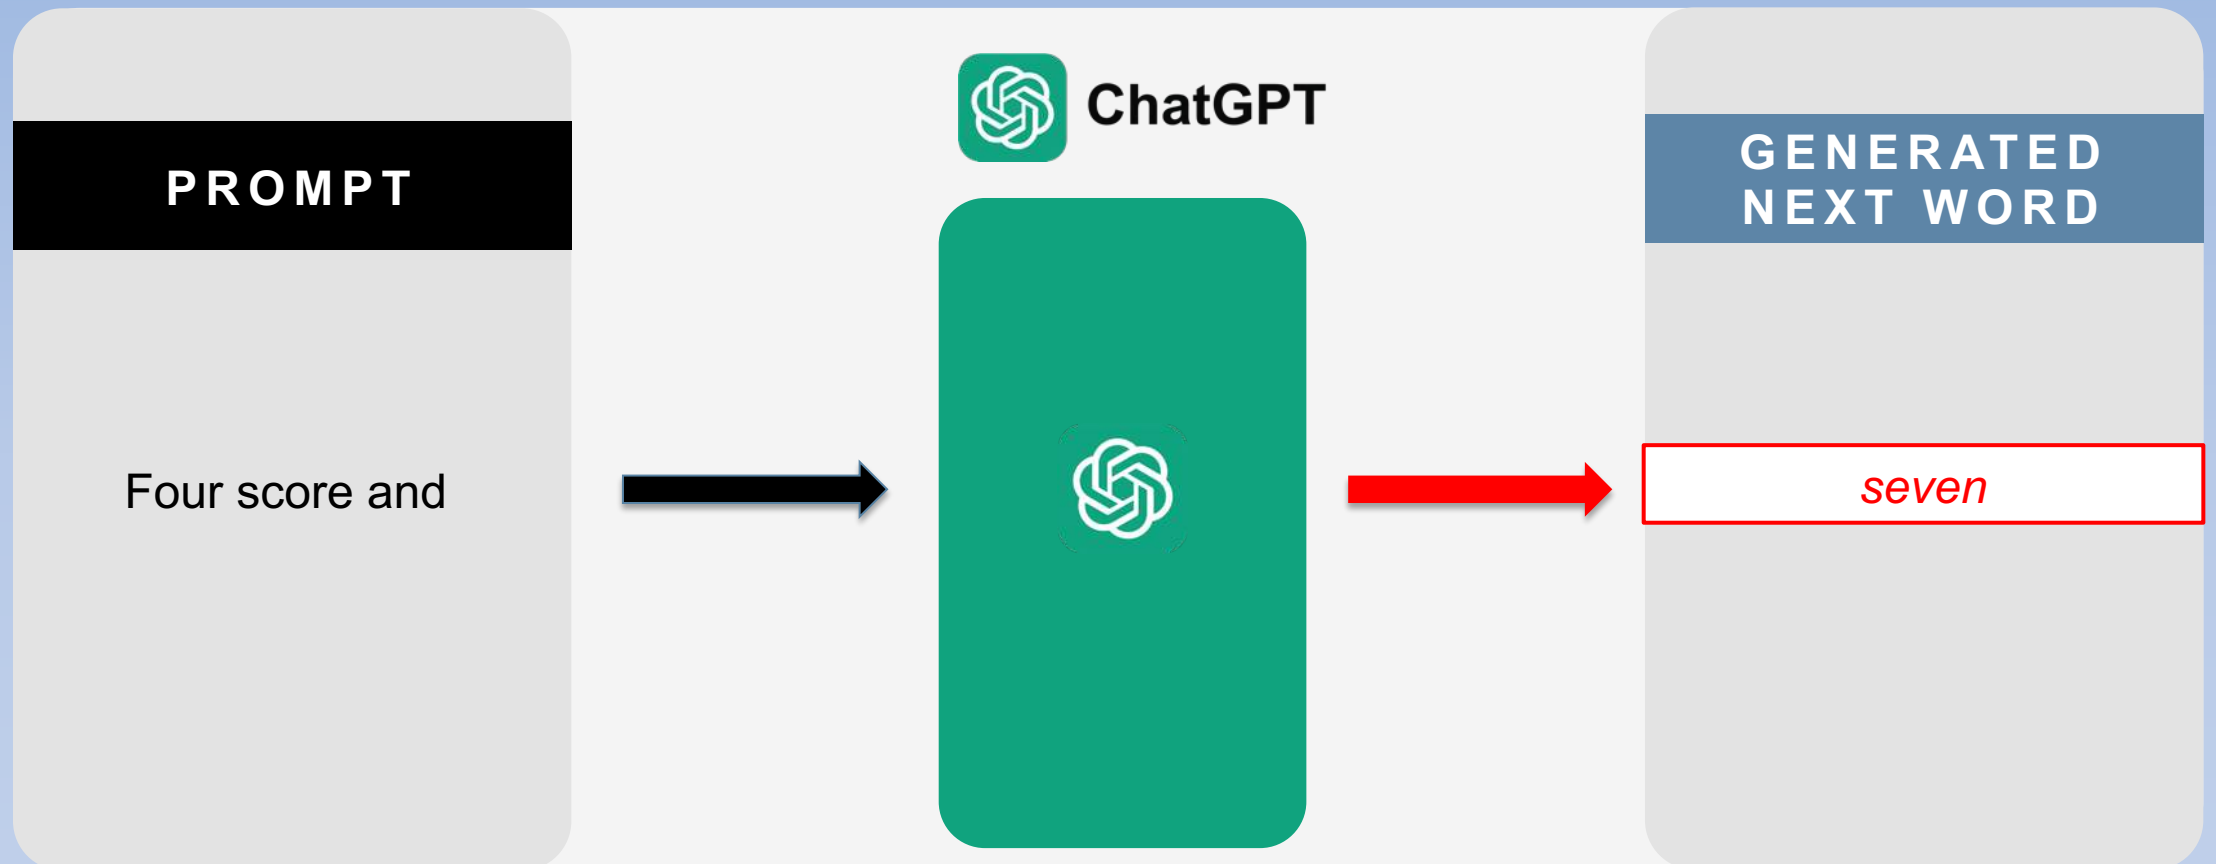 PROMPT
Four score and
ChatGPT
GENERATED
NEXT WORD
seven